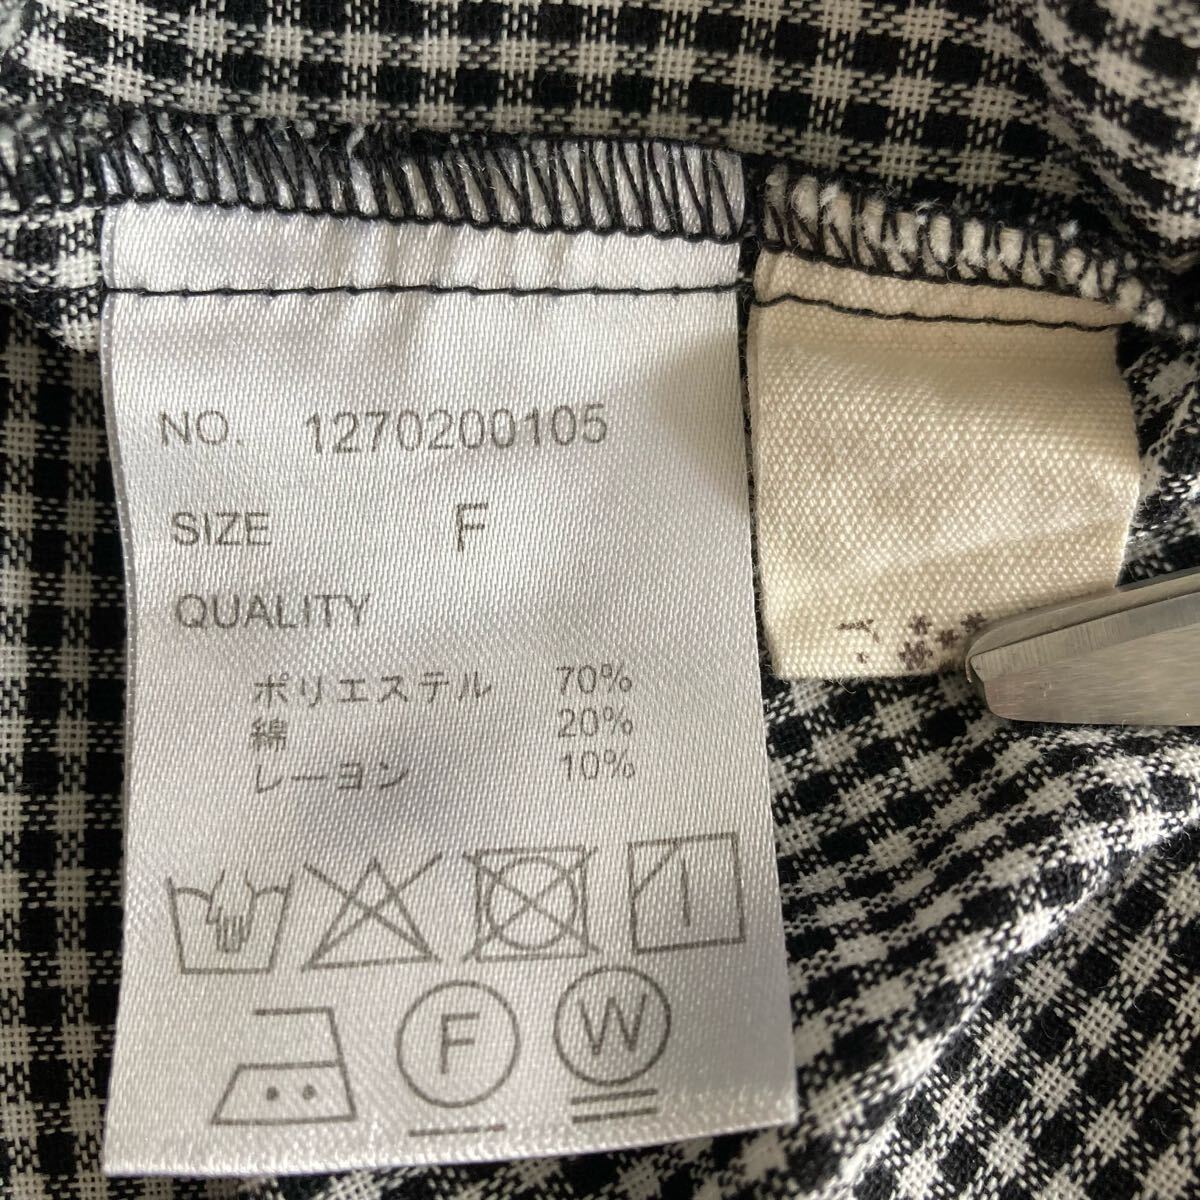 NO. 1270200105
SIZE F
QUALITY
ポリエステル 70%
綿 20%
レーヨン 10%
F
W